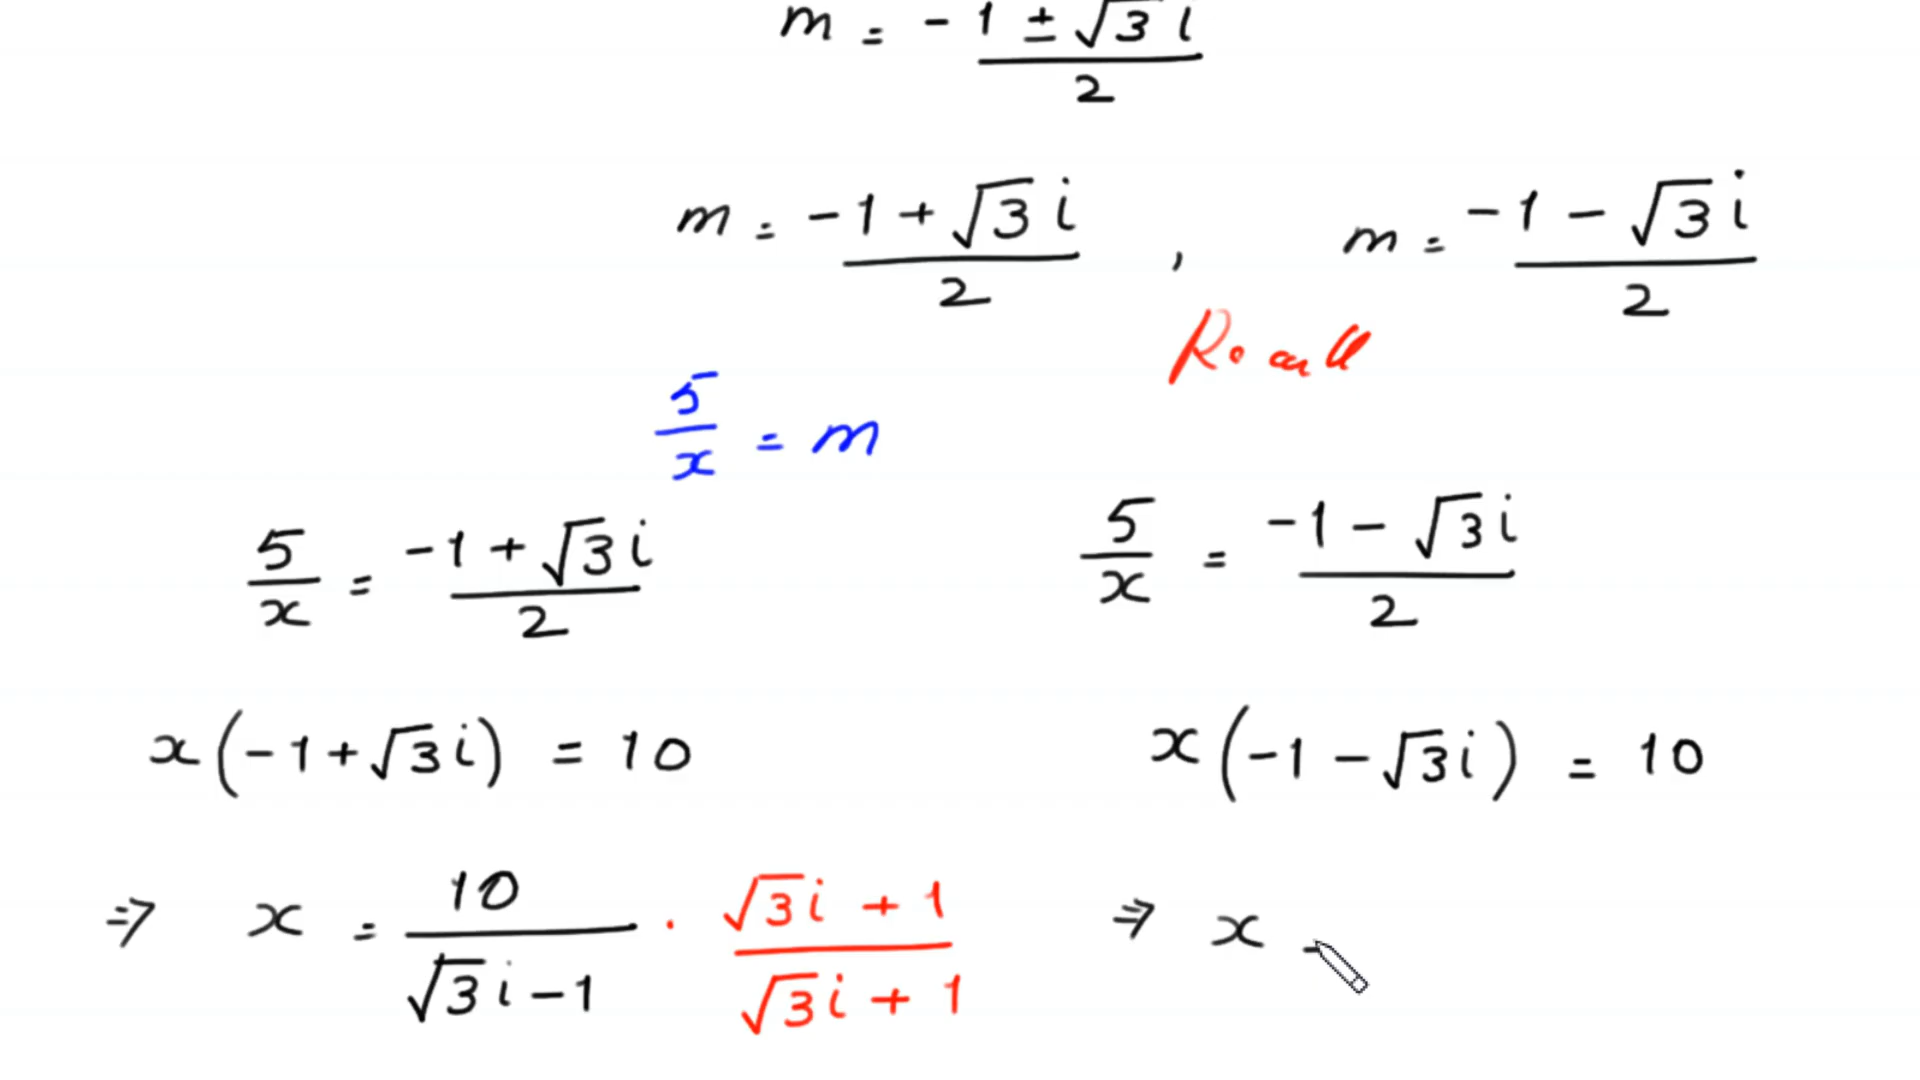 m = -1 ± √3 i / 2
m = -1 + √3 i / 2 , m = -1 - √3 i / 2
Recall
5/x = m
5/x = -1 + √3 i / 2 5/x = -1 - √3 i / 2
x(-1 + √3 i) = 10 x(-1 - √3 i) = 10
⇒ x = 10 / √3 i - 1 · √3 i + 1 / √3 i + 1 ⇒ x -